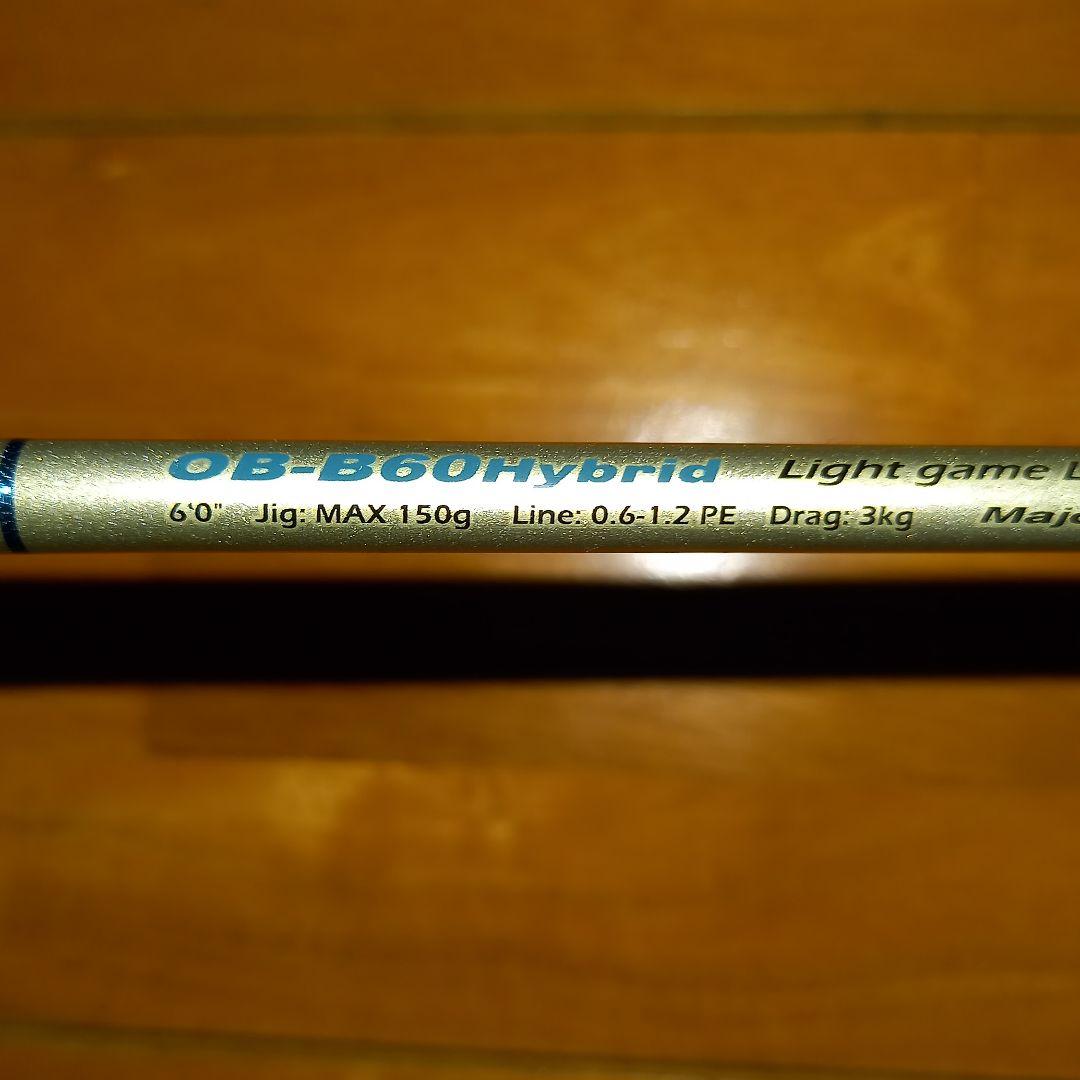 OB-B60Hybrid Light game
6'0" Jig: MAX 150g Line: 0.6-1.2 PE Drag: 3kg